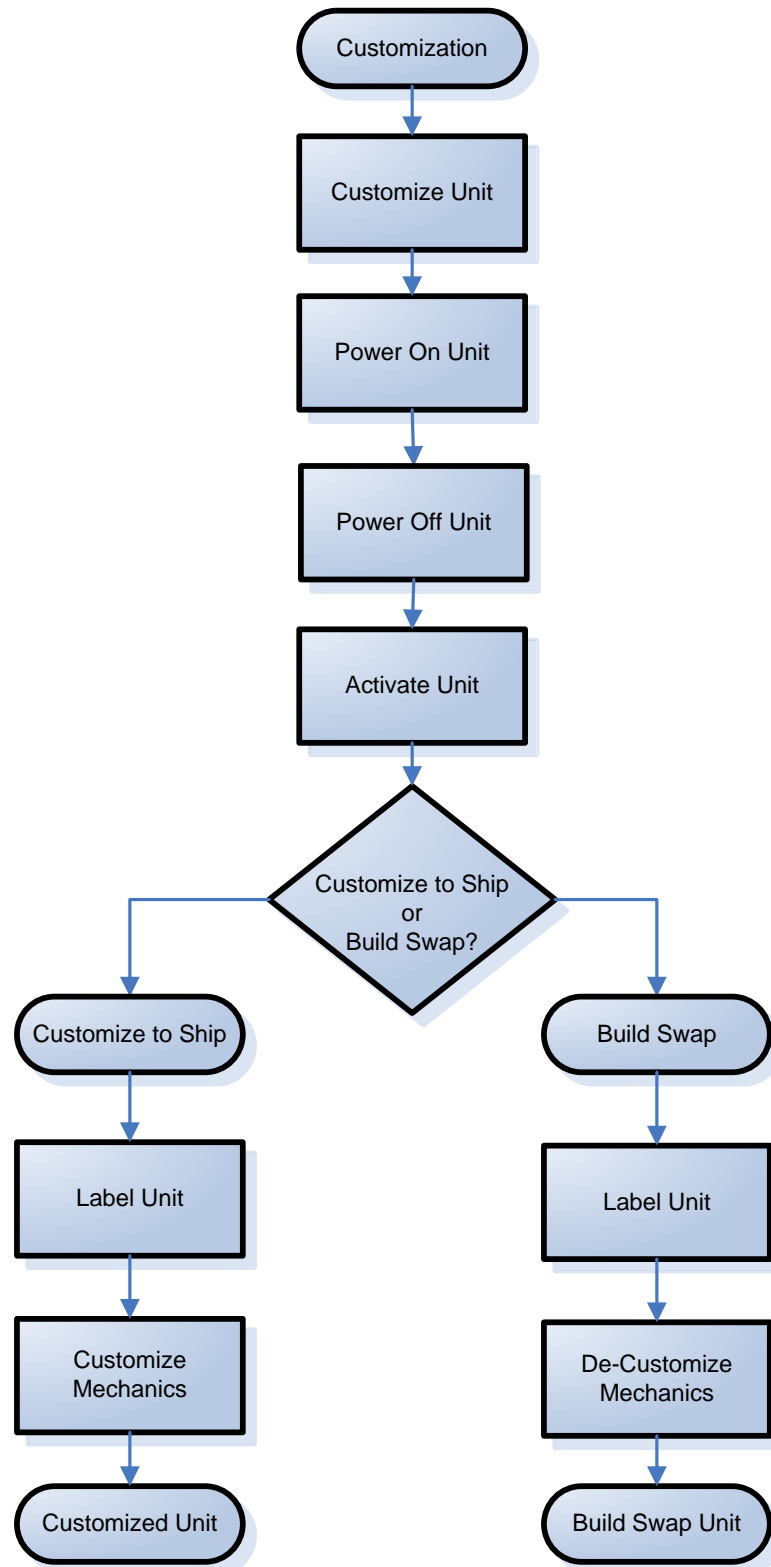 Customization
Customize Unit
Power On Unit
Power Off Unit
Activate Unit
Customize to Ship
or
Build Swap?
Customize to Ship
Build Swap
Label Unit
Label Unit
Customize
Mechanics
De-Customize
Mechanics
Customized Unit
Build Swap Unit